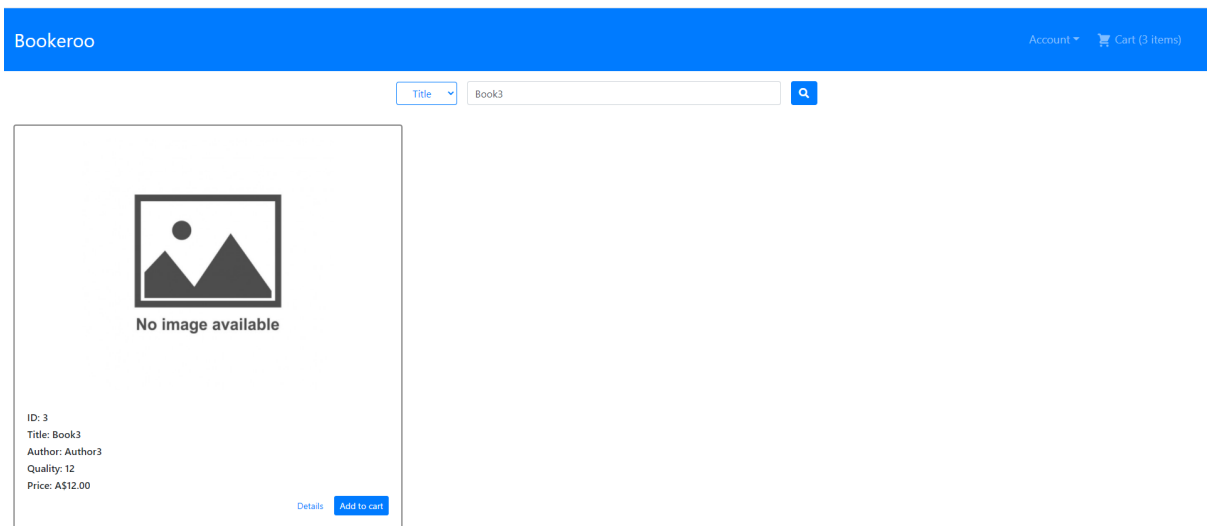 Bookeroo
Account
Cart (3 items)
Title
Book3
No image available
ID: 3
Title: Book3
Author: Author3
Quality: 12
Price: A$12.00
Details
Add to cart